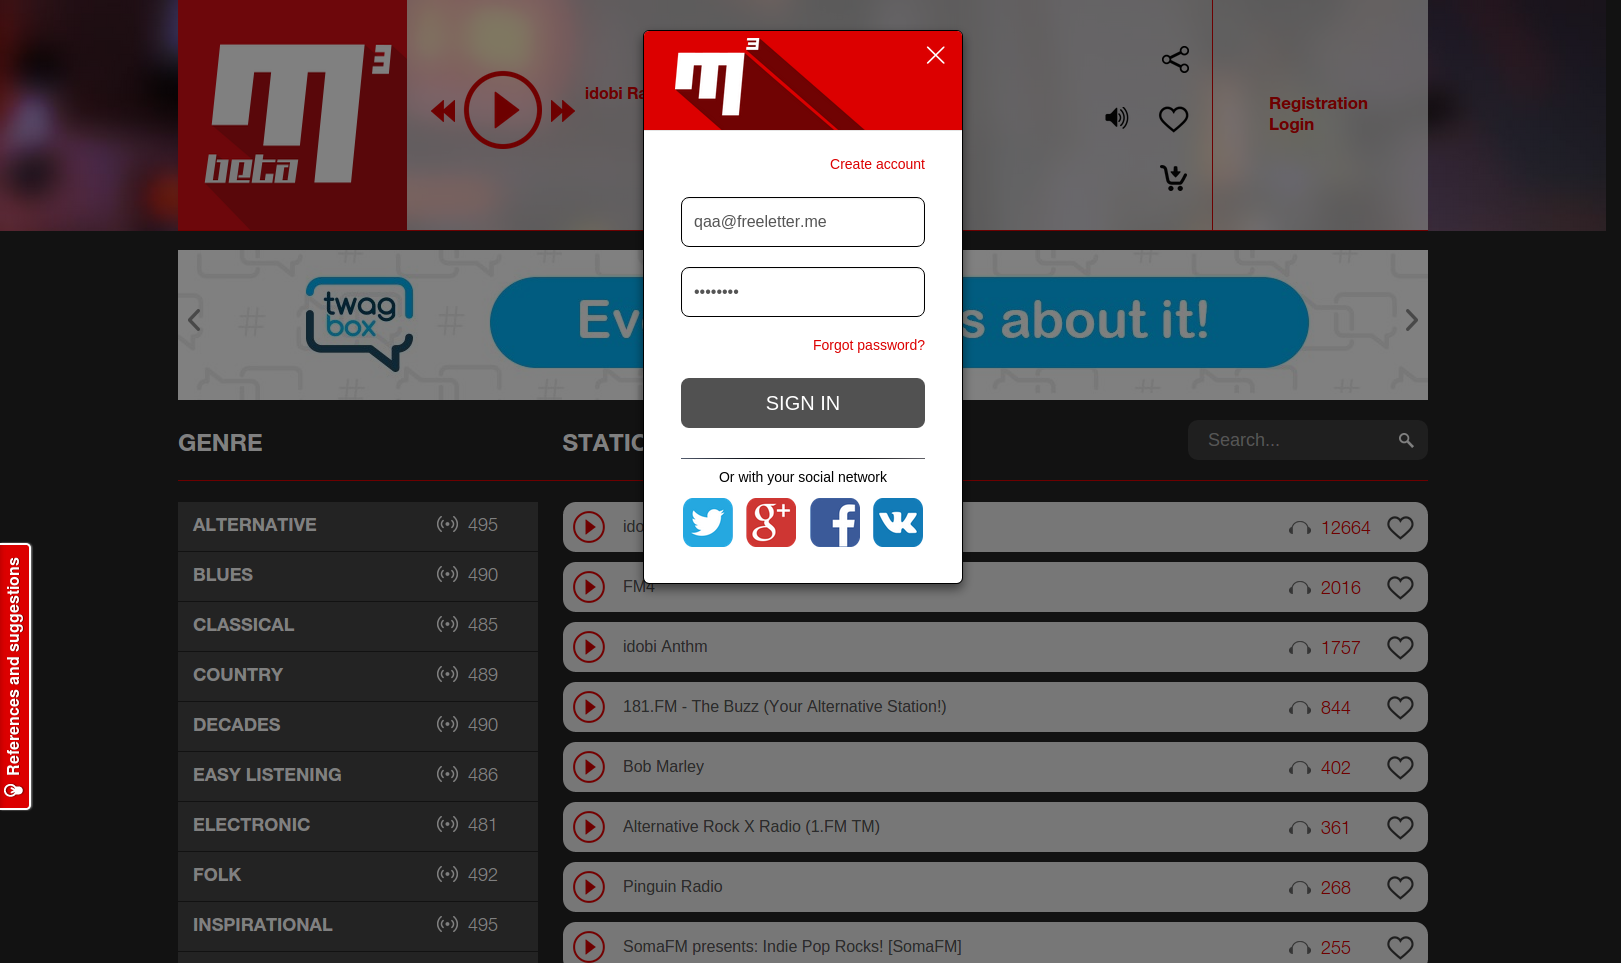 m3
beta
idobi Ra
Registration
Login
m3
Create account
qaa@freeletter.me
••••••••
Forgot password?
SIGN IN
Or with your social network
twag
box
Ev
s about it!
GENRE
STATIO
Search...
ALTERNATIVE 495
BLUES 490
CLASSICAL 485
COUNTRY 489
DECADES 490
EASY LISTENING 486
ELECTRONIC 481
FOLK 492
INSPIRATIONAL 495
ido 12664
FM4 2016
idobi Anthm 1757
181.FM - The Buzz (Your Alternative Station!) 844
Bob Marley 402
Alternative Rock X Radio (1.FM TM) 361
Pinguin Radio 268
SomaFM presents: Indie Pop Rocks! [SomaFM] 255
References and suggestions